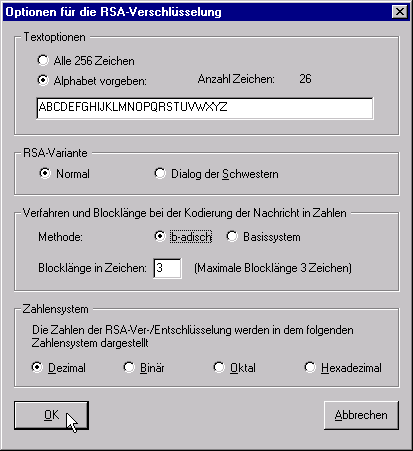 Optionen für die RSA-Verschlüsselung
Textoptionen
Alle 256 Zeichen
Alphabet vorgeben: Anzahl Zeichen: 26
ABCDEFGHIJKLMNOPQRSTUVWXYZ
RSA-Variante
Normal Dialog der Schwestern
Verfahren und Blocklänge bei der Kodierung der Nachricht in Zahlen
Methode: b-adisch Basissystem
Blocklänge in Zeichen: 3 (Maximale Blocklänge 3 Zeichen)
Zahlensystem
Die Zahlen der RSA-Ver-/Entschlüsselung werden in dem folgenden
Zahlensystem dargestellt
Dezimal Binär Oktal Hexadezimal
OK Abbrechen